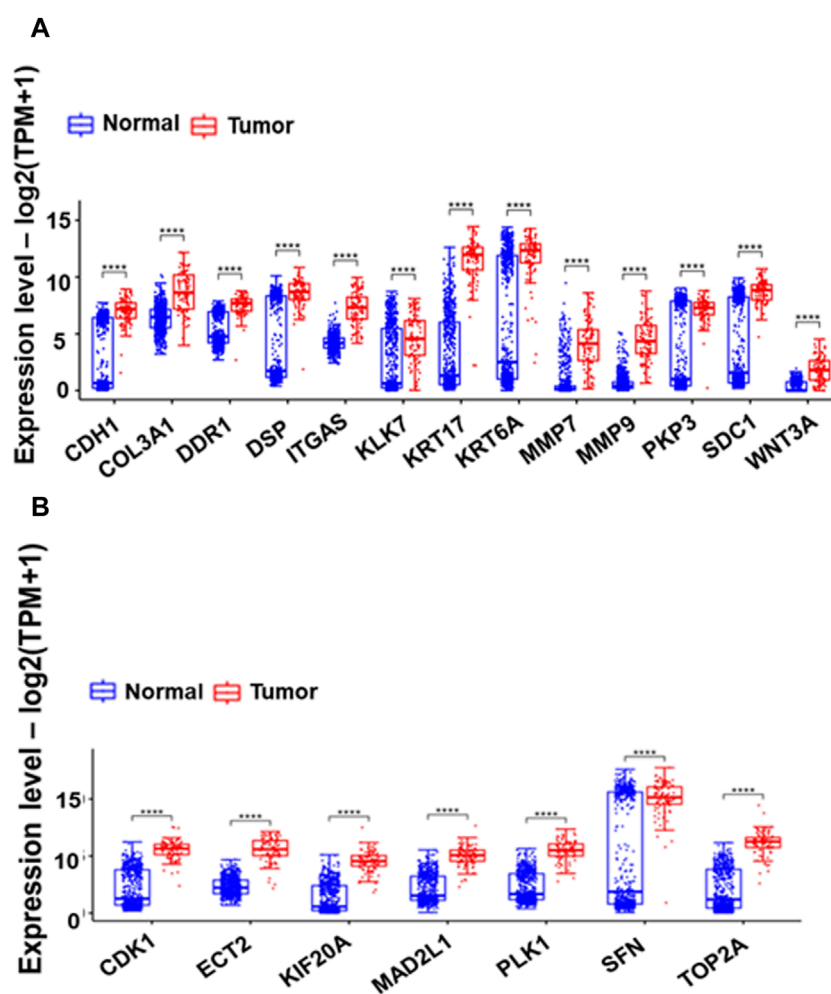 A
Expression level – log2(TPM+1)
Normal Tumor
**** **** **** **** **** **** **** **** **** **** **** **** ****
15
10
5
0
CDH1 COL3A1 DDR1 DSP ITGAS KLK7 KRT17 KRT6A MMP7 MMP9 PKP3 SDC1 WNT3A
B
Expression level – log2(TPM+1)
Normal Tumor
**** **** **** **** **** **** ****
15
10
0
CDK1 ECT2 KIF20A MAD2L1 PLK1 SFN TOP2A